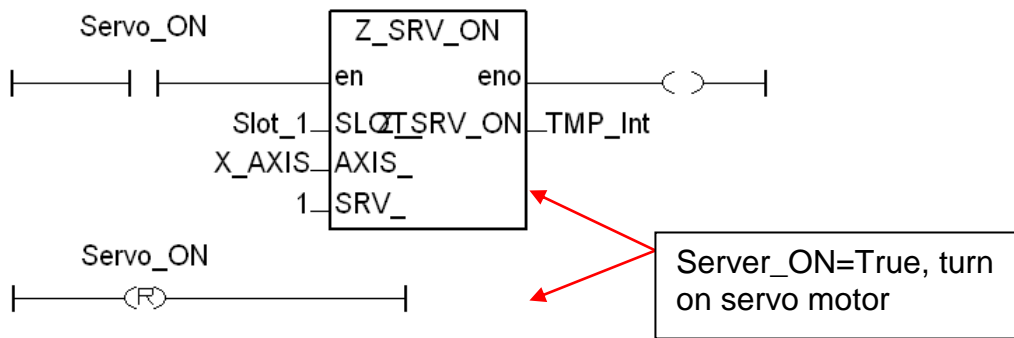 Servo_ON
Z_SRV_ON
en eno
Slot_1 SLOT_ Z_SRV_ON TMP_Int
X_AXIS AXIS_
1 SRV_
Servo_ON
R
Server_ON=True, turn
on servo motor